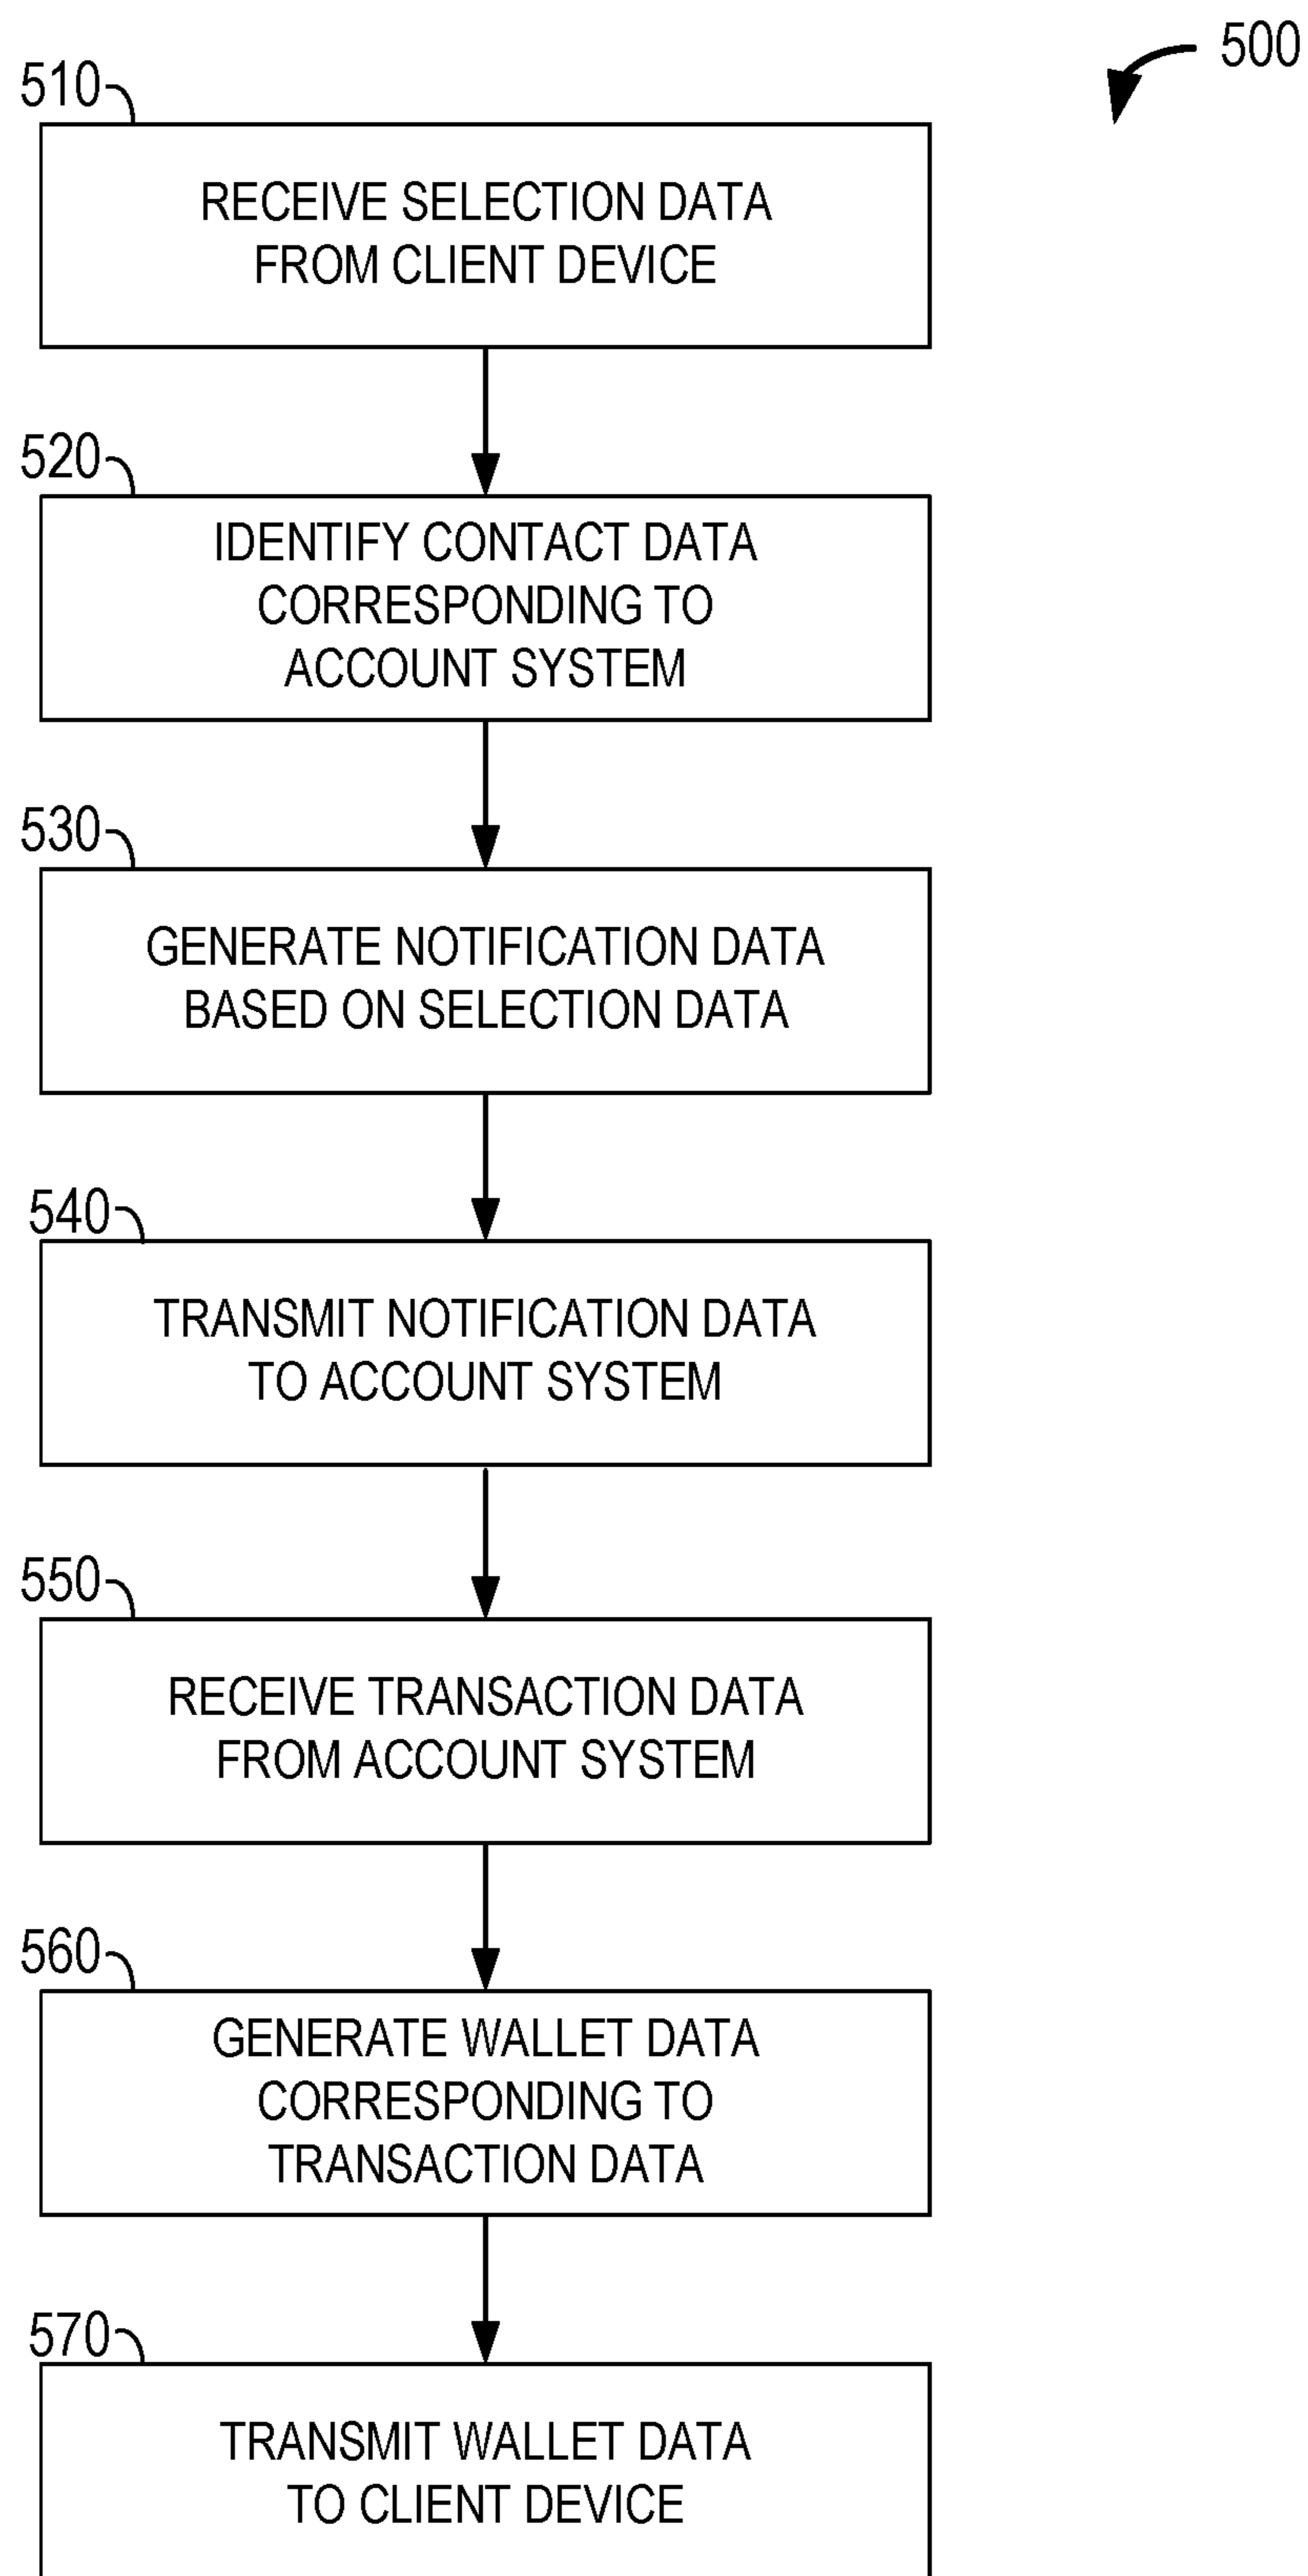 500
510
RECEIVE SELECTION DATA
FROM CLIENT DEVICE
520
IDENTIFY CONTACT DATA
CORRESPONDING TO
ACCOUNT SYSTEM
530
GENERATE NOTIFICATION DATA
BASED ON SELECTION DATA
540
TRANSMIT NOTIFICATION DATA
TO ACCOUNT SYSTEM
550
RECEIVE TRANSACTION DATA
FROM ACCOUNT SYSTEM
560
GENERATE WALLET DATA
CORRESPONDING TO
TRANSACTION DATA
570
TRANSMIT WALLET DATA
TO CLIENT DEVICE